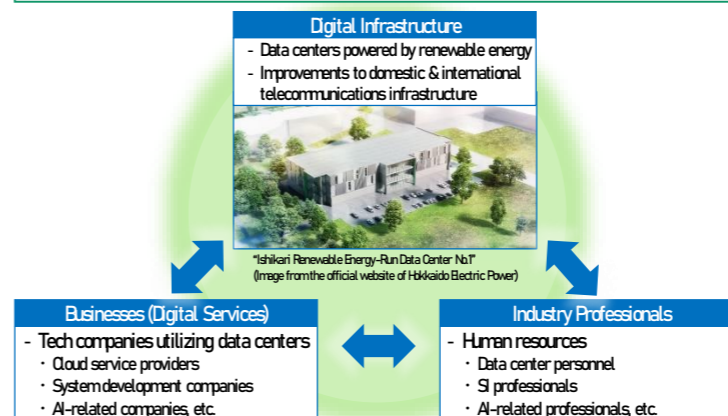 Digital Infrastructure
- Data centers powered by renewable energy
- Improvements to domestic & international
telecommunications infrastructure
"Ishikari Renewable Energy-Run Data Center No.1"
(Image from the official website of Hokkaido Electric Power)
Businesses (Digital Services)
- Tech companies utilizing data centers
・ Cloud service providers
・ System development companies
・ AI-related companies, etc.
Industry Professionals
- Human resources
・ Data center personnel
・ SI professionals
・ AI-related professionals, etc.